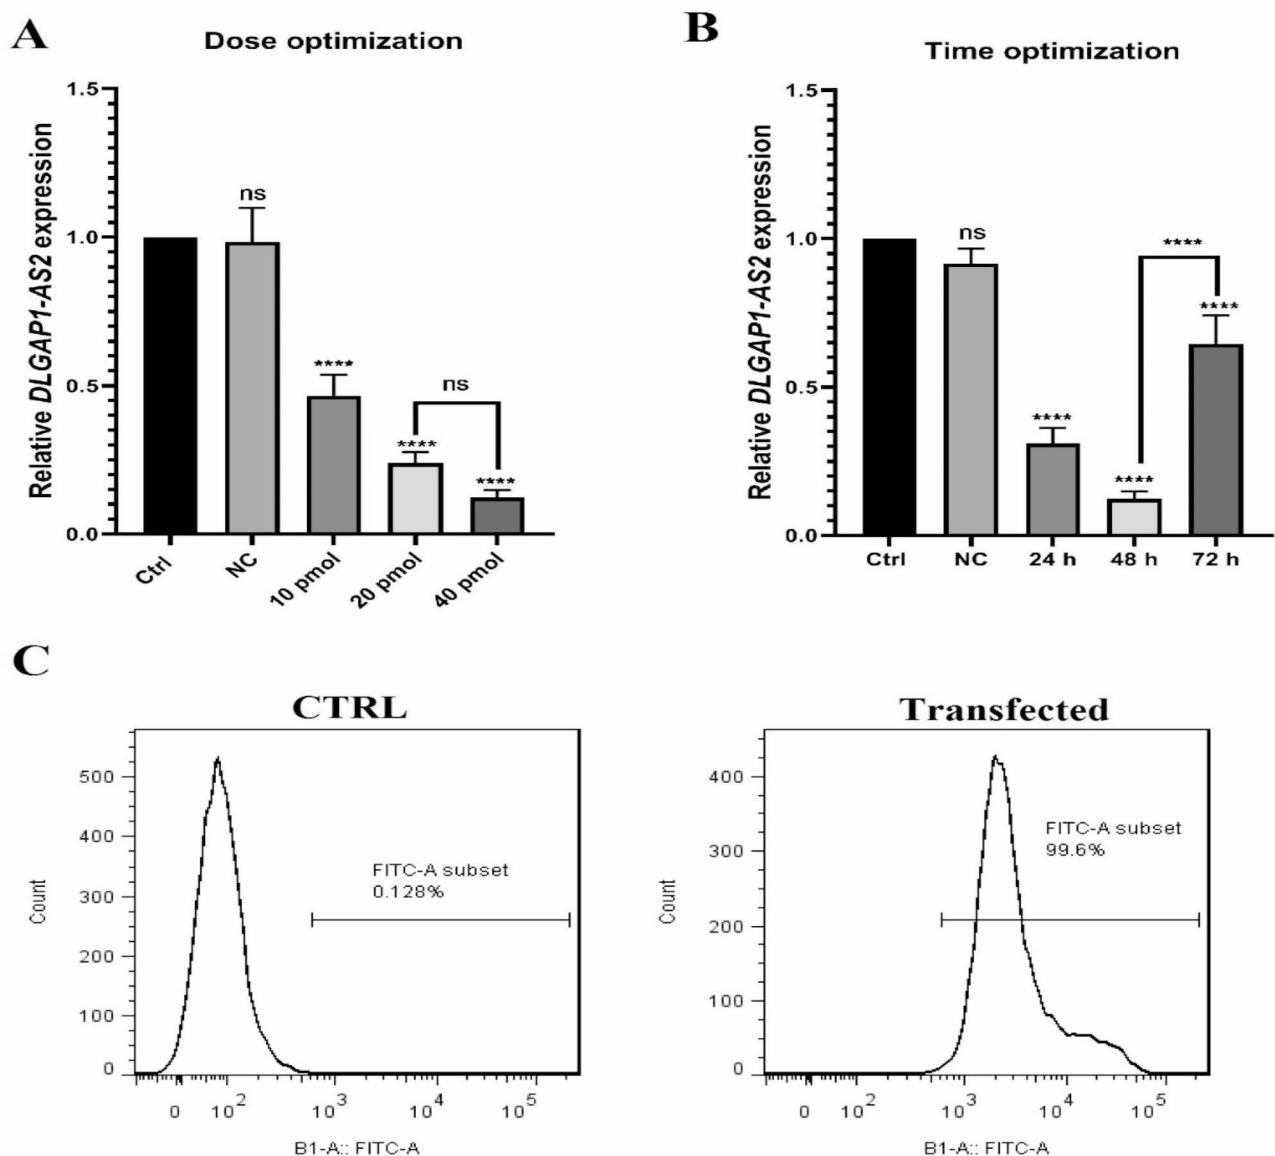 A
Dose optimization
Relative DLGAP1-AS2 expression
1.5
1.0
0.5
0.0
ns
****
****
ns
****
Ctrl
NC
10 pmol
20 pmol
40 pmol
B
Time optimization
Relative DLGAP1-AS2 expression
1.5
1.0
0.5
0.0
ns
****
****
****
****
Ctrl
NC
24 h
48 h
72 h
C
CTRL
Count
500
400
300
200
100
0
FITC-A subset
0.128%
0
10^2
10^3
10^4
10^5
B1-A:: FITC-A
Transfected
Count
400
300
200
100
0
FITC-A subset
99.6%
0
10^2
10^3
10^4
10^5
B1-A:: FITC-A